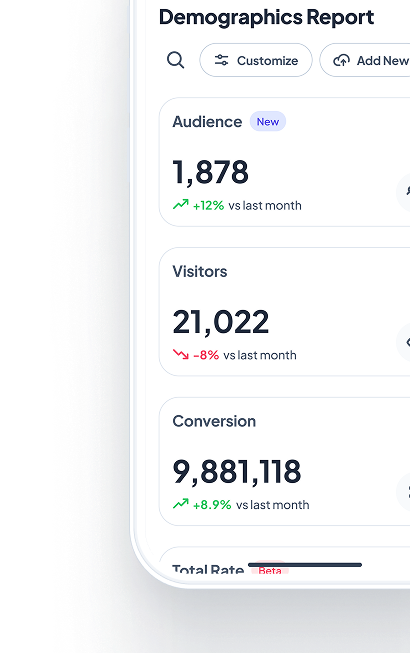 Demographics Report
Customize
Add New
Audience New
1,878
+12% vs last month
Visitors
21,022
-8% vs last month
Conversion
9,881,118
+8.9% vs last month
Total Rate Beta